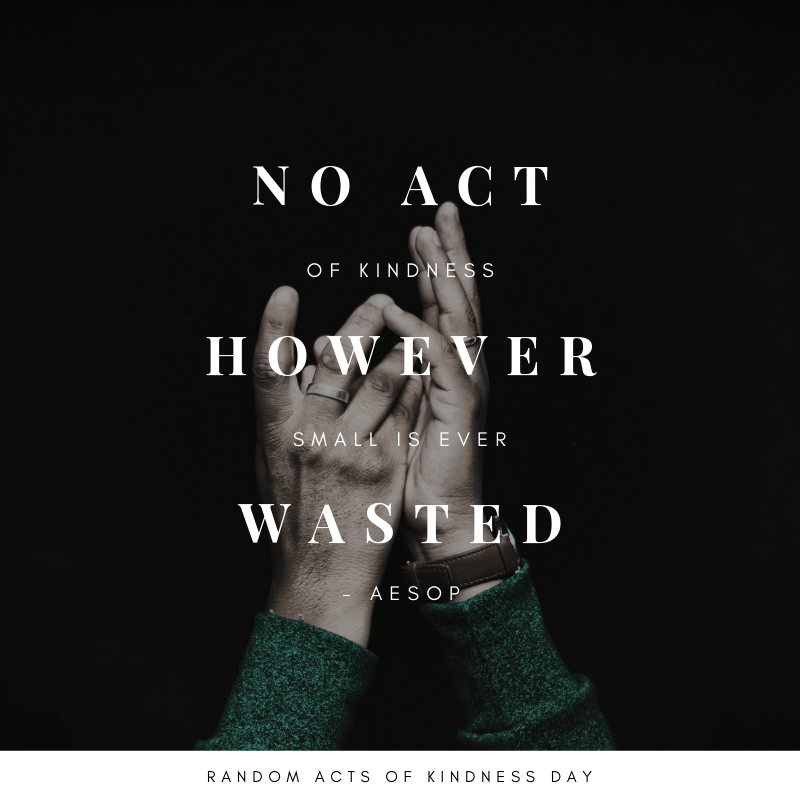 NO ACT
OF KINDNESS
HOWEVER
SMALL IS EVER
WASTED
- AESOP
RANDOM ACTS OF KINDNESS DAY